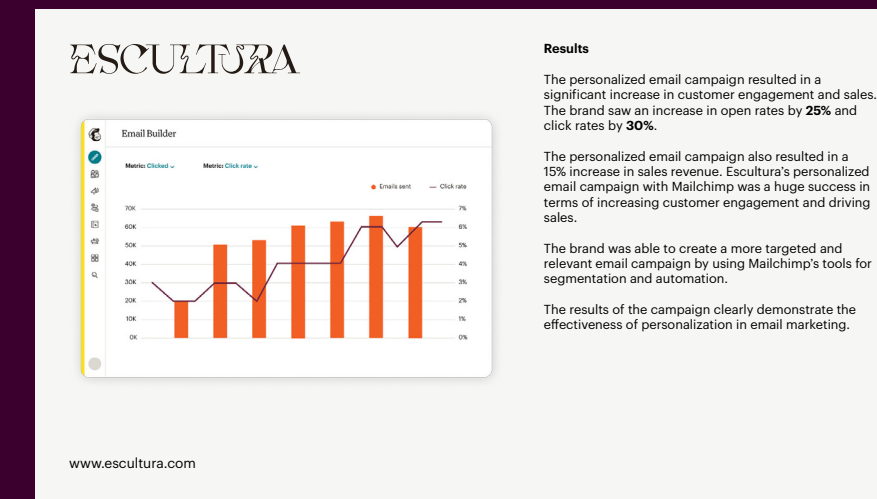 ESCULTURA
Email Builder
Metric: Clicked
Metric: Click rate
Emails sent
Click rate
70K
7%
60K
6%
50K
5%
40K
4%
30K
3%
20K
2%
10K
1%
0K
0%
www.escultura.com
Results
The personalized email campaign resulted in a
significant increase in customer engagement and sales.
The brand saw an increase in open rates by 25% and
click rates by 30%.
The personalized email campaign also resulted in a
15% increase in sales revenue. Escultura's personalized
email campaign with Mailchimp was a huge success in
terms of increasing customer engagement and driving
sales.
The brand was able to create a more targeted and
relevant email campaign by using Mailchimp's tools for
segmentation and automation.
The results of the campaign clearly demonstrate the
effectiveness of personalization in email marketing.